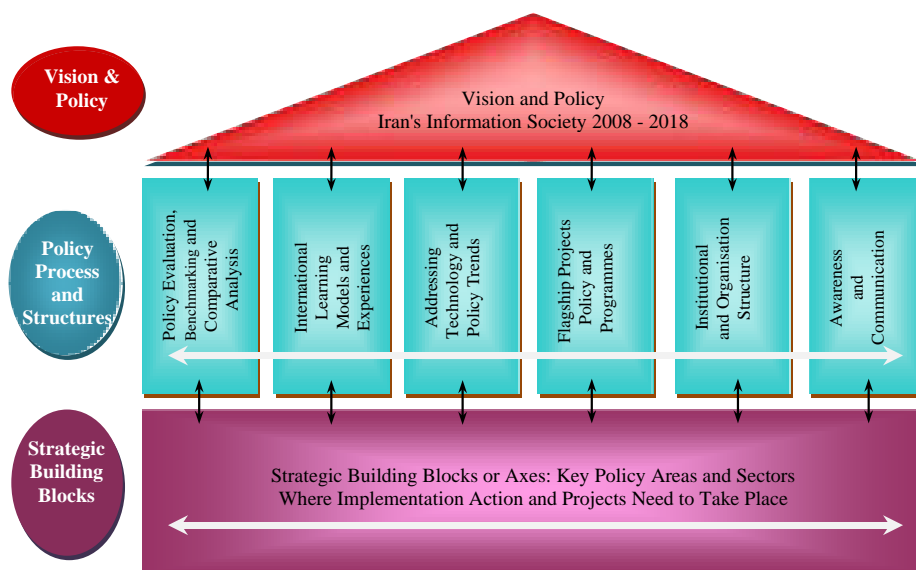 Vision &
Policy
Vision and Policy
Iran's Information Society 2008 - 2018
Policy
Process
and
Structures
Policy Evaluation,
Benchmarking and
Comparative
Analysis
International
Learning
Models and
Experiences
Addressing
Technology and
Policy Trends
Flagship Projects
Policy and
Programmes
Institutional
and Organisation
Structure
Awareness
and
Communication
Strategic
Building
Blocks
Strategic Building Blocks or Axes: Key Policy Areas and Sectors
Where Implementation Action and Projects Need to Take Place